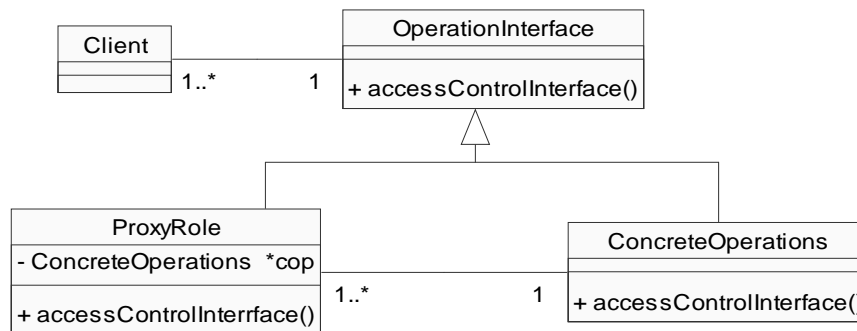 OperationInterface
Client
1..*
1
+ accessControlInterface()
ProxyRole
- ConcreteOperations *cop
+ accessControlInterrface()
1..*
1
ConcreteOperations
+ accessControlInterface()